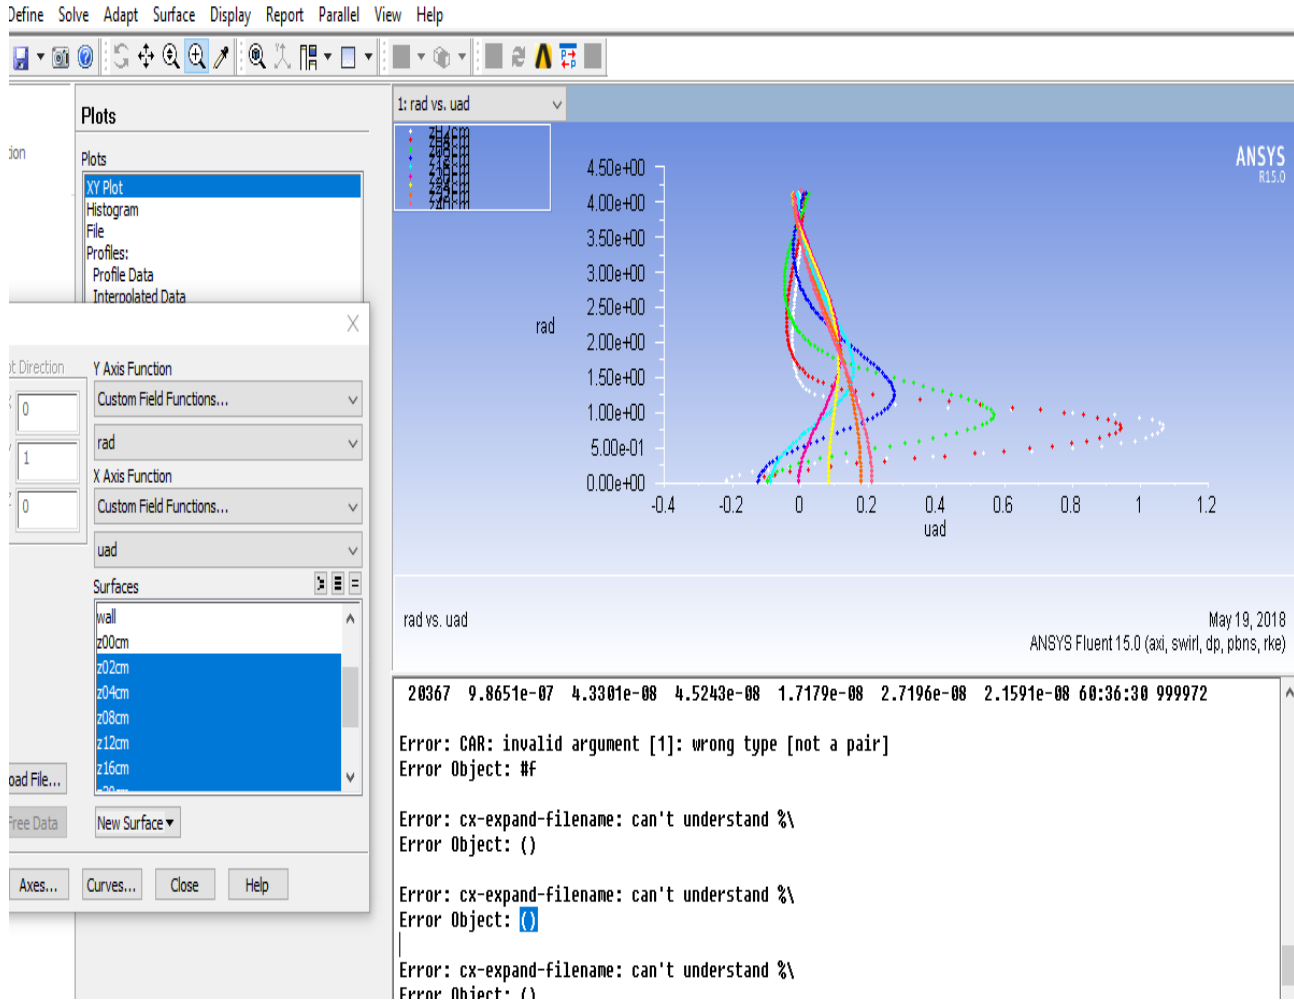 Define Solve Adapt Surface Display Report Parallel View Help
Plots
Plots
XY Plot
Histogram
File
Profiles:
Profile Data
Interpolated Data
Y Axis Function
Custom Field Functions...
rad
X Axis Function
Custom Field Functions...
uad
Surfaces
wall
z00cm
z02cm
z04cm
z08cm
z12cm
z16cm
New Surface
Direction
0
1
0
File...
Free Data
Axes...
Curves...
Close
Help
1: rad vs. uad
ANSYS
R15.0
4.50e+00
4.00e+00
3.50e+00
3.00e+00
2.50e+00
rad
2.00e+00
1.50e+00
1.00e+00
5.00e-01
0.00e+00
-0.4 -0.2 0 0.2 0.4 0.6 0.8 1 1.2
uad
rad vs. uad
May 19, 2018
ANSYS Fluent 15.0 (axi, swirl, dp, pbns, rke)
20367 9.8651e-07 4.3301e-08 4.5243e-08 1.7179e-08 2.7196e-08 2.1591e-08 60:36:30 999972
Error: CAR: invalid argument [1]: wrong type [not a pair]
Error Object: #f
Error: cx-expand-filename: can't understand %\
Error Object: ()
Error: cx-expand-filename: can't understand %\
Error Object: ()
Error: cx-expand-filename: can't understand %\
Error Object: ()